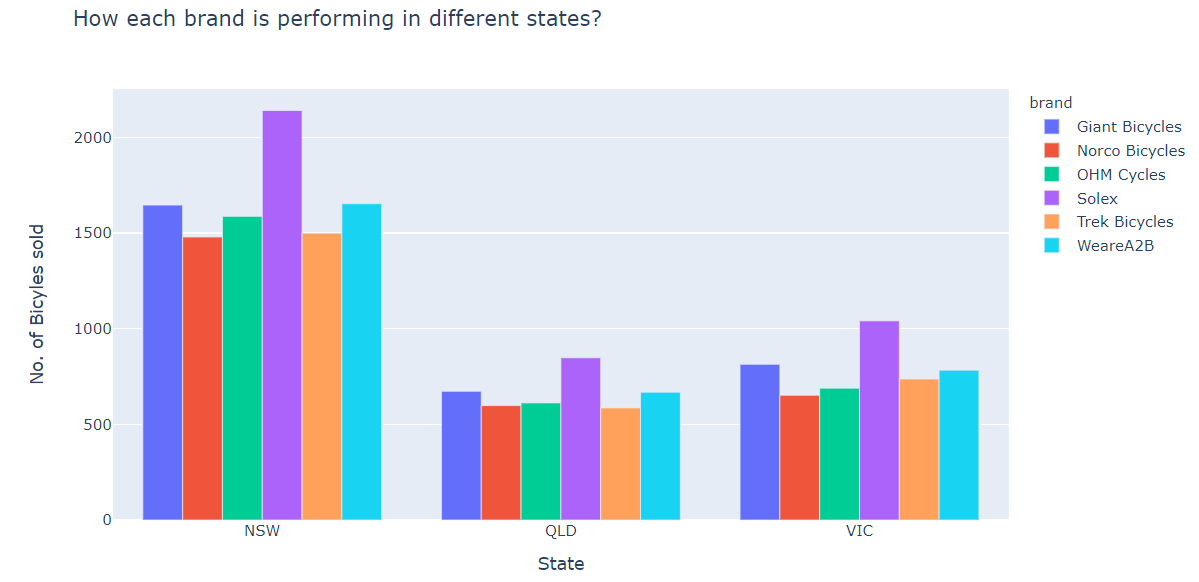 How each brand is performing in different states?
brand
Giant Bicycles
Norco Bicycles
OHM Cycles
Solex
Trek Bicycles
WeareA2B
No. of Bicyles sold
2000
1500
1000
500
0
NSW
QLD
VIC
State